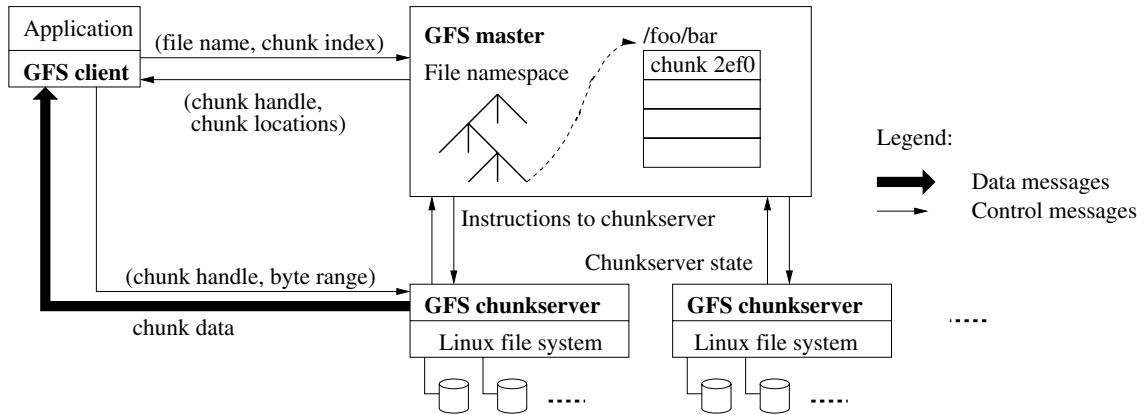 Application
GFS client
(file name, chunk index)
(chunk handle,
chunk locations)
GFS master
File namespace
/foo/bar
chunk 2ef0
Legend:
Data messages
Control messages
Instructions to chunkserver
Chunkserver state
(chunk handle, byte range)
chunk data
GFS chunkserver
Linux file system
GFS chunkserver
Linux file system